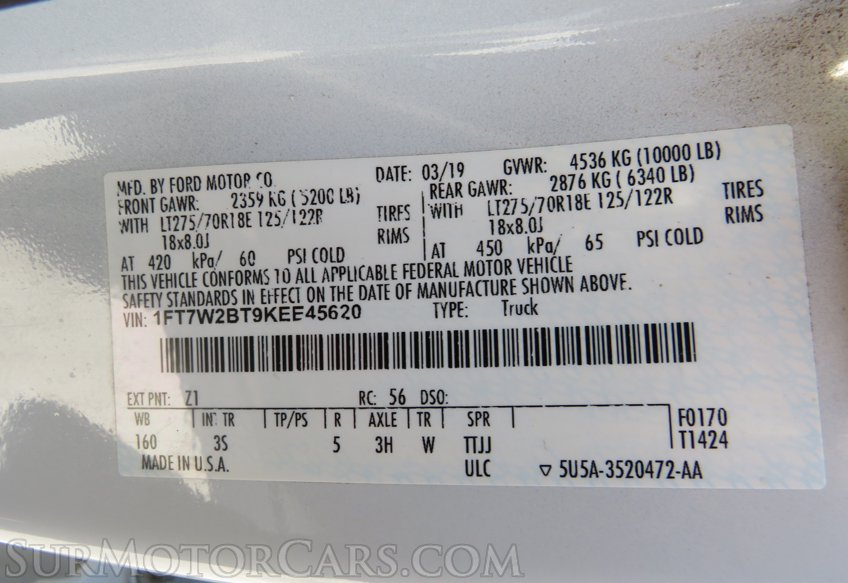 MFD. BY FORD MOTOR CO. DATE: 03/19 GVWR: 4536 KG (10000 LB)
FRONT GAWR: 2359 KG (5200 LB) REAR GAWR: 2876 KG (6340 LB)
WITH LT275/70R18E 125/122R TIRES WITH LT275/70R18E 125/122R TIRES
18x8.0J RIMS 18x8.0J RIMS
AT 420 kPa/ 60 PSI COLD AT 450 kPa/ 65 PSI COLD
THIS VEHICLE CONFORMS TO ALL APPLICABLE FEDERAL MOTOR VEHICLE
SAFETY STANDARDS IN EFFECT ON THE DATE OF MANUFACTURE SHOWN ABOVE.
VIN: 1FT7W2BT9KEE45620 TYPE: Truck
EXT PNT: Z1 RC: 56 DSO:
WB INT TR TP/PS R AXLE TR SPR F0170
160 3S 5 3H W TTJJ T1424
MADE IN U.S.A. ULC ▽ 5U5A-3520472-AA
SurMotorCars.com